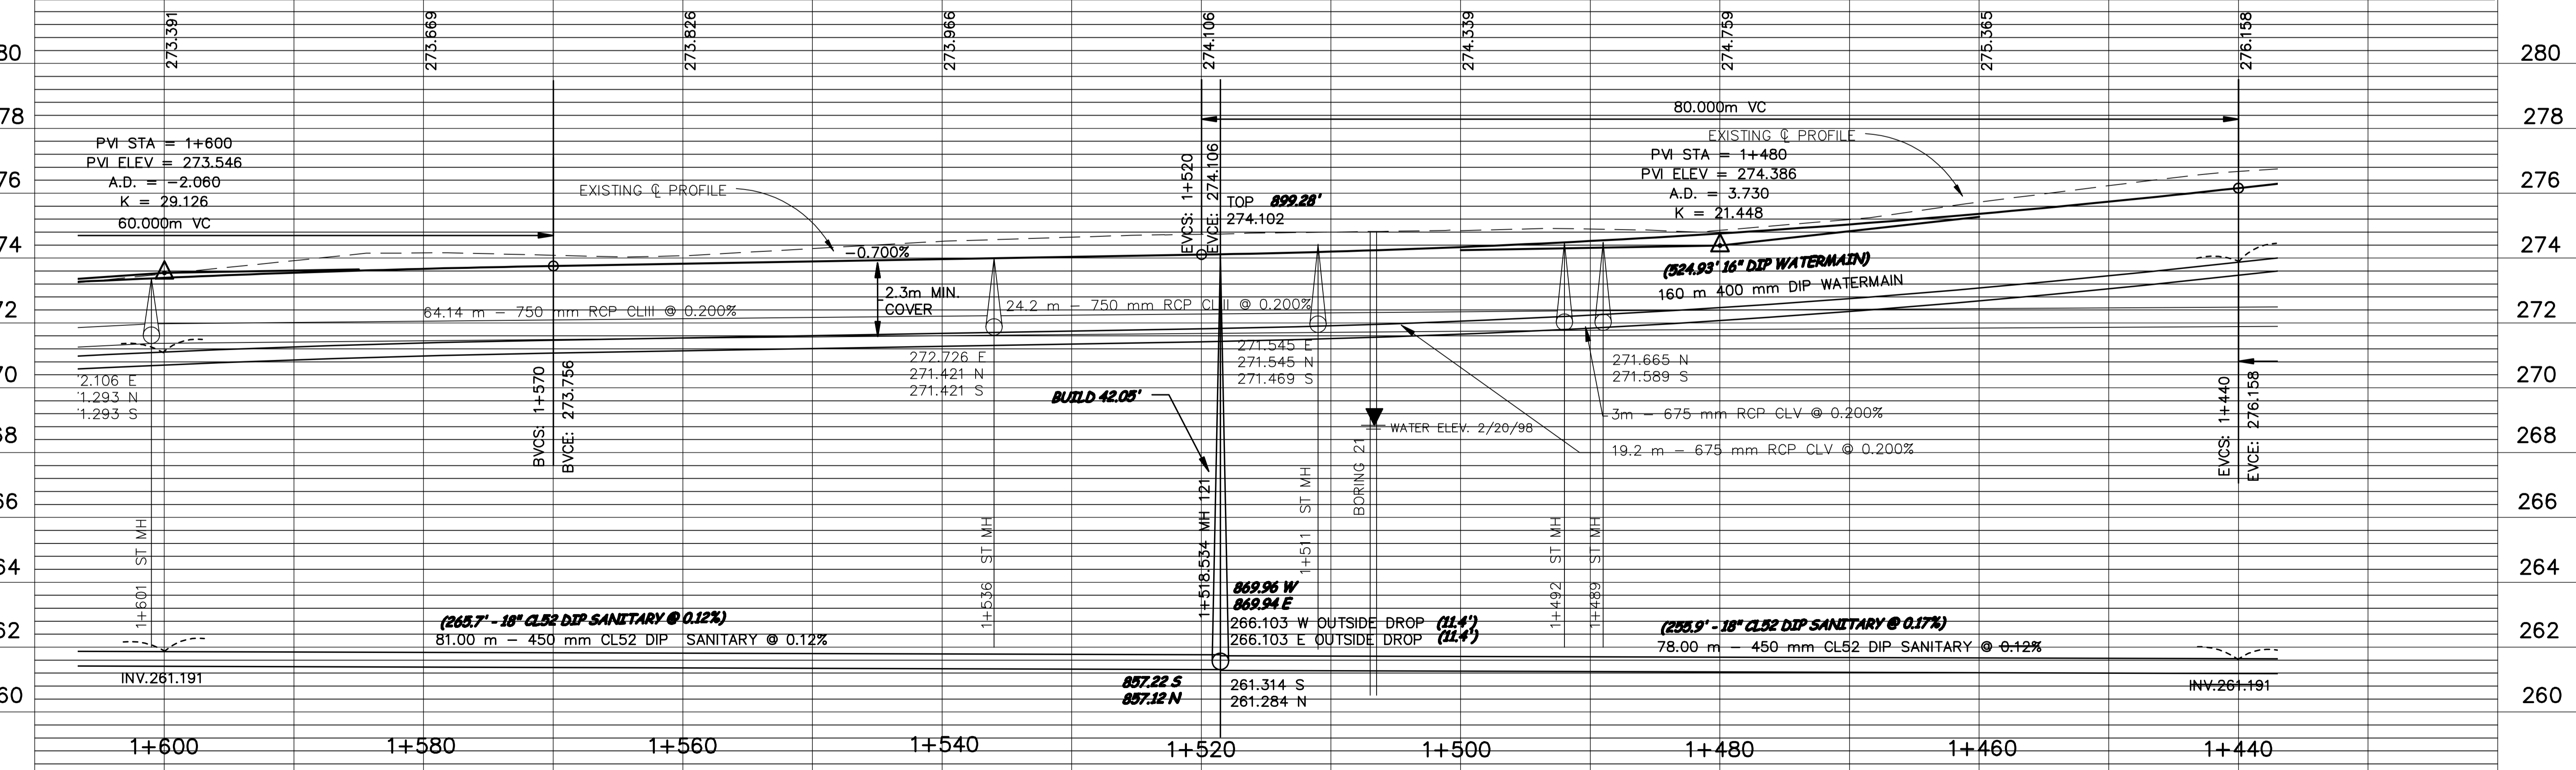 273.391
273.669
273.826
273.966
274.106
274.339
274.759
275.365
276.158
80
280
78
278
76
276
74
274
72
272
70
270
68
268
66
266
64
264
62
262
60
260
PVI STA = 1+600
PVI ELEV = 273.546
A.D. = -2.060
K = 29.126
60.000m VC
EXISTING ℄ PROFILE
-0.700%
2.3m MIN.
COVER
64.14 m - 750 mm RCP CLIII @ 0.200%
24.2 m - 750 mm RCP CLIII @ 0.200%
EVCS: 1+520
EVCE: 274.106
TOP 899.28'
274.102
80.000m VC
EXISTING ℄ PROFILE
PVI STA = 1+480
PVI ELEV = 274.386
A.D. = 3.730
K = 21.448
(524.93' 16" DIP WATERMAIN)
160 m 400 mm DIP WATERMAIN
2.106 E
1.293 N
1.293 S
BVCS: 1+570
BVCE: 273.756
272.726 E
271.421 N
271.421 S
BUILD 42.05'
271.545 E
271.545 N
271.469 S
271.665 N
271.589 S
3m - 675 mm RCP CLV @ 0.200%
19.2 m - 675 mm RCP CLV @ 0.200%
WATER ELEV. 2/20/98
BORING 21
EVCS: 1+440
EVCE: 276.158
1+601 ST MH
1+536 ST MH
1+518.534 MH 121
1+511 ST MH
1+492 ST MH
1+489 ST MH
869.96 W
869.94 E
266.103 W OUTSIDE DROP (11.4')
266.103 E OUTSIDE DROP (11.4')
(265.7' - 18" CL52 DIP SANITARY @ 0.12%)
81.00 m - 450 mm CL52 DIP SANITARY @ 0.12%
(255.9' - 18" CL52 DIP SANITARY @ 0.17%)
78.00 m - 450 mm CL52 DIP SANITARY @ 0.12%
INV.261.191
857.22 S
857.12 N
261.314 S
261.284 N
INV.261.191
1+600
1+580
1+560
1+540
1+520
1+500
1+480
1+460
1+440